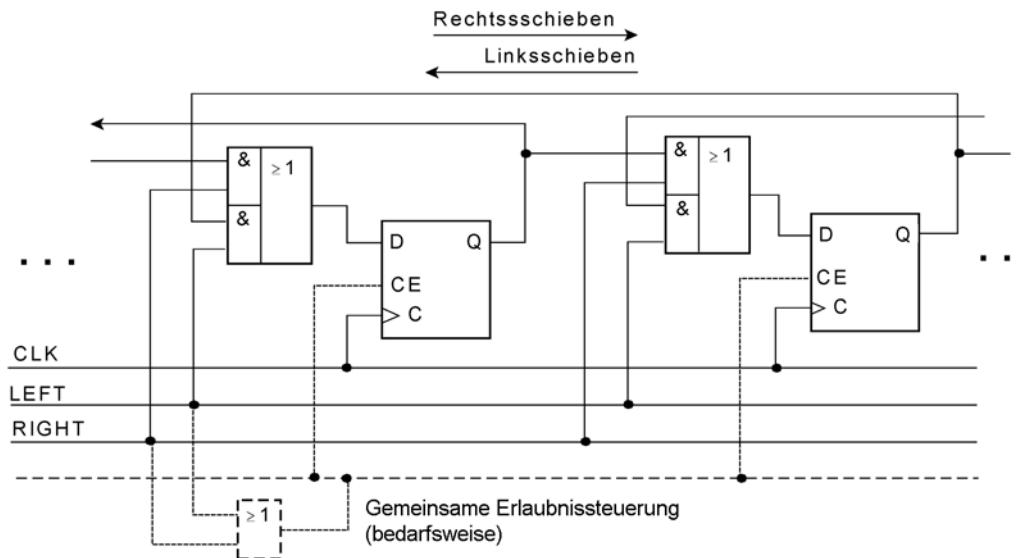 Rechtssschieben
Linksschieben
&
≥1
&
D
Q
CE
C
&
≥1
&
D
Q
CE
C
. . .
. .
CLK
LEFT
RIGHT
≥1
Gemeinsame Erlaubnissteuerung
(bedarfsweise)